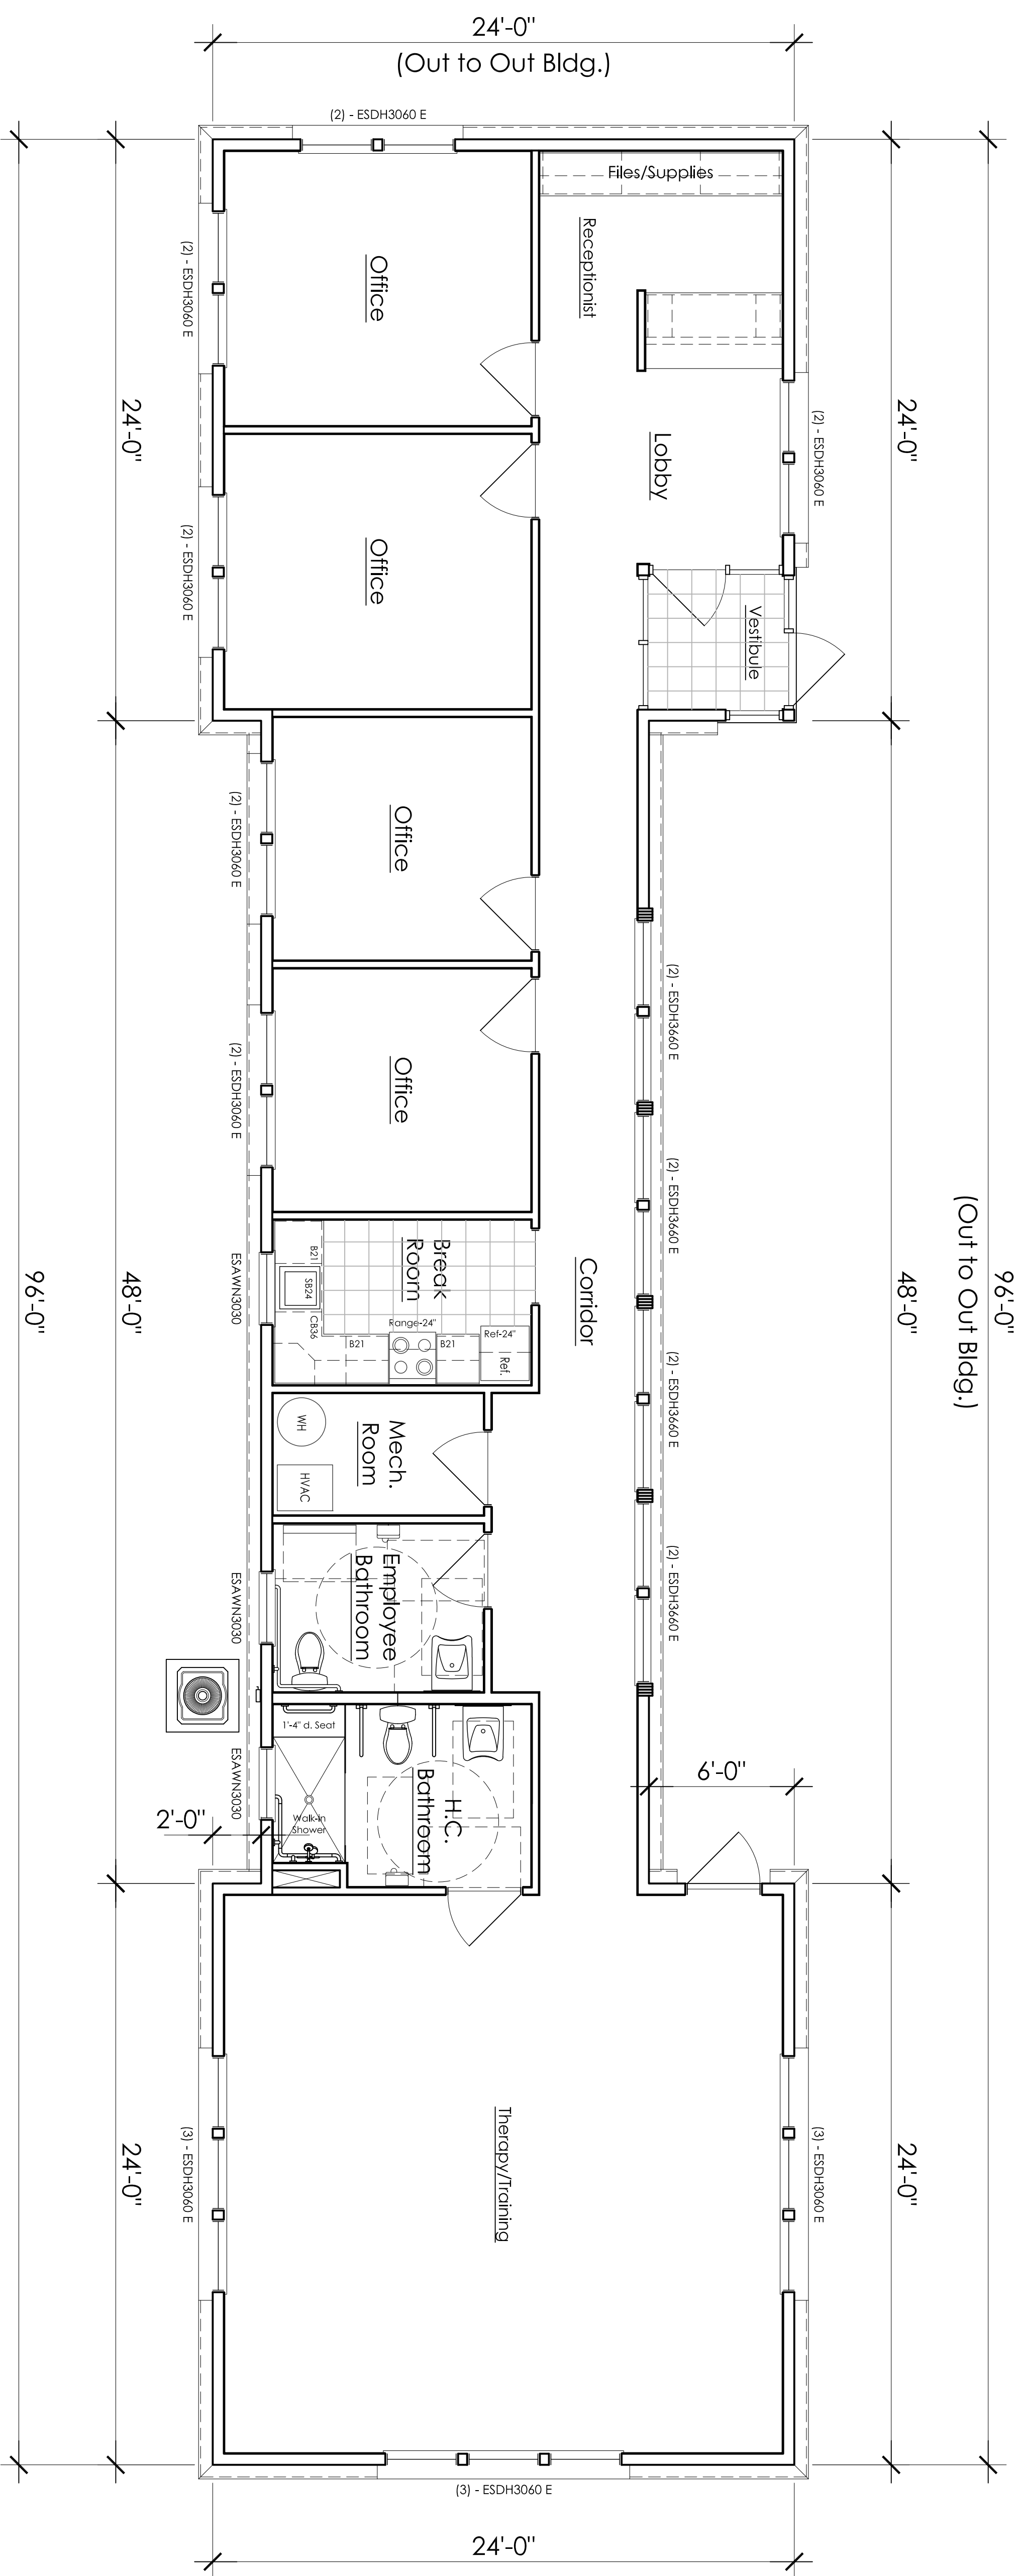 24'-0"
(Out to Out Bldg.)
(2) - ESDH3060 E
Files/Supplies
Receptionist
Office
(2) - ESDH3060 E
24'-0"
24'-0"
(2) - ESDH3060 E
Lobby
Office
(2) - ESDH3060 E
Vestibule
Office
(2) - ESDH3060 E
(2) - ESDH3660 E
Office
(2) - ESDH3060 E
(2) - ESDH3660 E
96'-0"
(Out to Out Bldg.)
48'-0"
Corridor
Break
Room
B21
SB24
CB36
Range-24"
B21
B21
Ref-24"
Ref.
ESAWN3030
48'-0"
96'-0"
(2) - ESDH3660 E
Mech.
Room
WH
HVAC
(2) - ESDH3660 E
Employee
Bathroom
ESAWN3030
1'-4" d. Seat
H.C.
Bathroom
Walk-In
Shower
ESAWN3030
6'-0"
2'-0"
Therapy/Training
(3) - ESDH3060 E
(3) - ESDH3060 E
24'-0"
24'-0"
(3) - ESDH3060 E
24'-0"